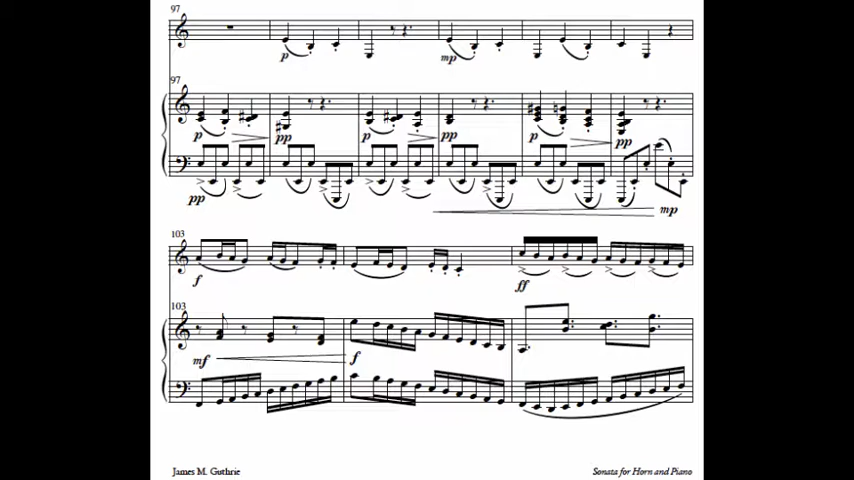 97
p
mp
97
p
pp
p
pp
p
pp
pp
mp
103
f
ff
103
mf
f
James M. Guthrie
Sonata for Horn and Piano